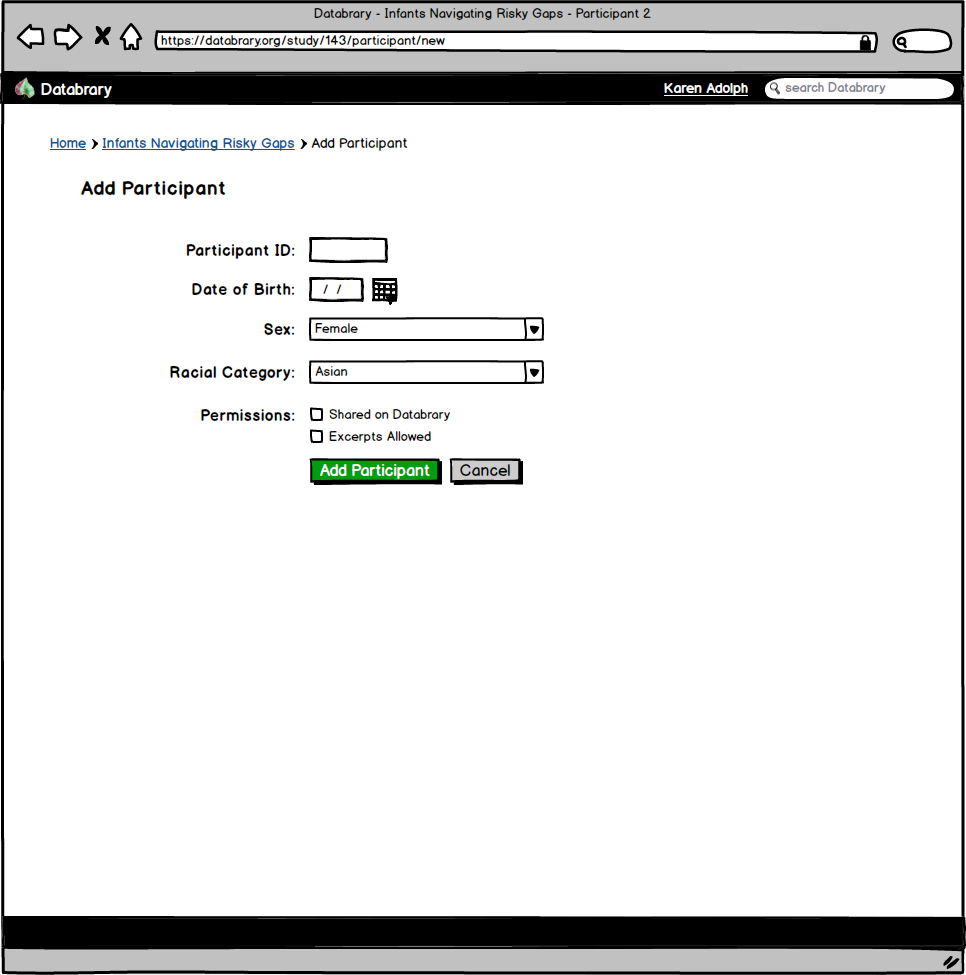 Databrary - Infants Navigating Risky Gaps - Participant 2
https://databrary.org/study/143/participant/new
Databrary Karen Adolph search Databrary
Home > Infants Navigating Risky Gaps > Add Participant
Add Participant
Participant ID:
Date of Birth: / /
Sex: Female
Racial Category: Asian
Permissions: Shared on Databrary
Excerpts Allowed
Add Participant Cancel